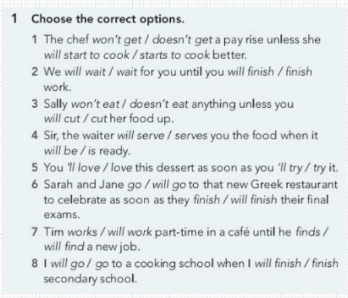 1 Choose the correct options.
1 The chef won't get / doesn't get a pay rise unless she
will start to cook / starts to cook better.
2 We will wait / wait for you until you will finish / finish
work.
3 Sally won't eat / doesn't eat anything unless you
will cut / cut her food up.
4 Sir, the waiter will serve / serves you the food when it
will be / is ready.
5 You 'll love / love this dessert as soon as you 'll try / try it.
6 Sarah and Jane go / will go to that new Greek restaurant
to celebrate as soon as they finish / will finish their final
exams.
7 Tim works / will work part-time in a café until he finds /
will find a new job.
8 I will go / go to a cooking school when I will finish / finish
secondary school.